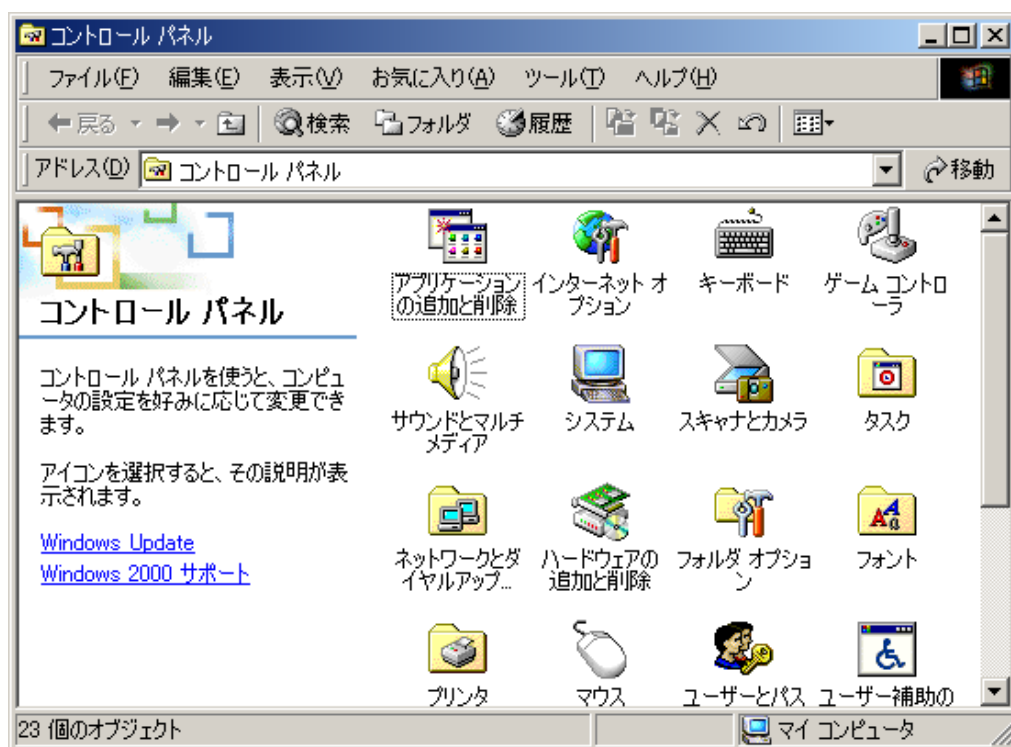 コントロール パネル
ファイル(F) 編集(E) 表示(V) お気に入り(A) ツール(T) ヘルプ(H)
戻る 検索 フォルダ 履歴
アドレス(D) コントロール パネル 移動
コントロール パネル
コントロール パネルを使うと、コンピュ
ータの設定を好みに応じて変更でき
ます。
アイコンを選択すると、その説明が表
示されます。
Windows Update
Windows 2000 サポート
アプリケーション
の追加と削除
インターネット オ
プション
キーボード
ゲーム コントロ
ーラ
サウンドとマルチ
メディア
システム
スキャナとカメラ
タスク
ネットワークとダ
イヤルアップ...
ハードウェアの
追加と削除
フォルダ オプショ
ン
フォント
プリンタ
マウス
ユーザーとパス
ユーザー補助の
23 個のオブジェクト
マイ コンピュータ